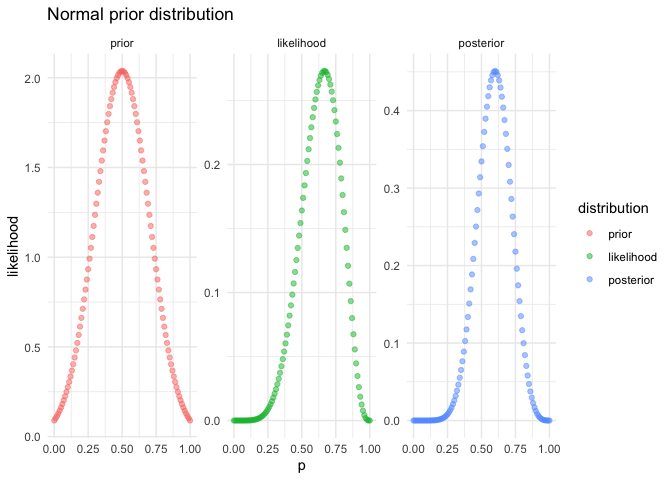 Normal prior distribution
prior
likelihood
posterior
likelihood
2.0
1.5
1.0
0.5
0.0
0.2
0.1
0.0
0.4
0.3
0.2
0.1
0.0
0.00 0.25 0.50 0.75 1.00
0.00 0.25 0.50 0.75 1.00
0.00 0.25 0.50 0.75 1.00
p
distribution
prior
likelihood
posterior